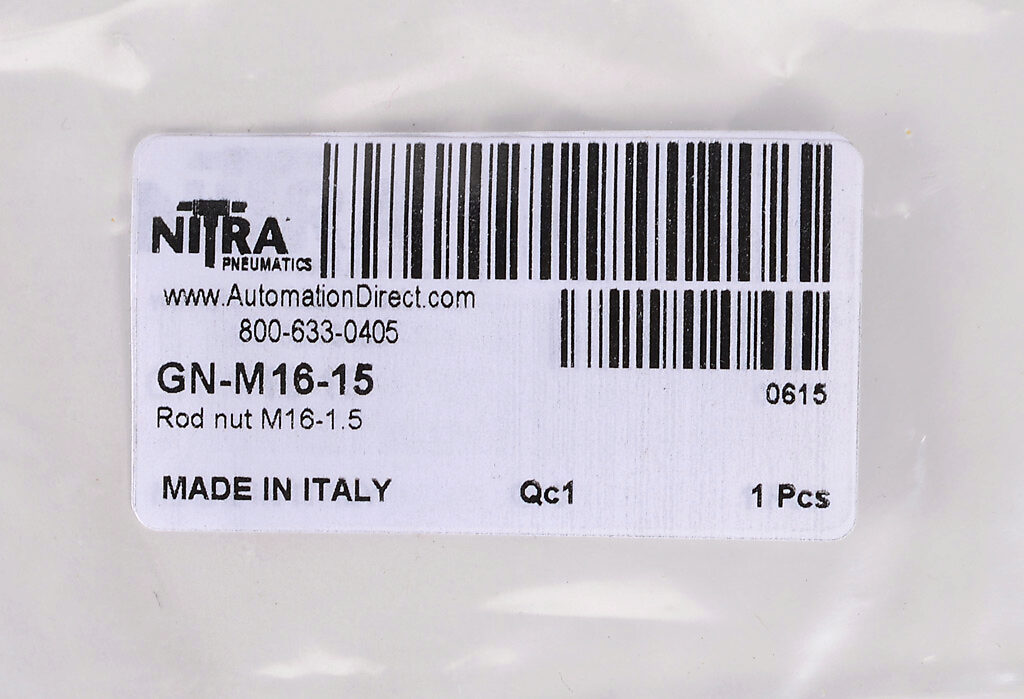 NITRA
PNEUMATICS
www.AutomationDirect.com
800-633-0405
GN-M16-15
Rod nut M16-1.5
0615
MADE IN ITALY Qc1 1 Pcs